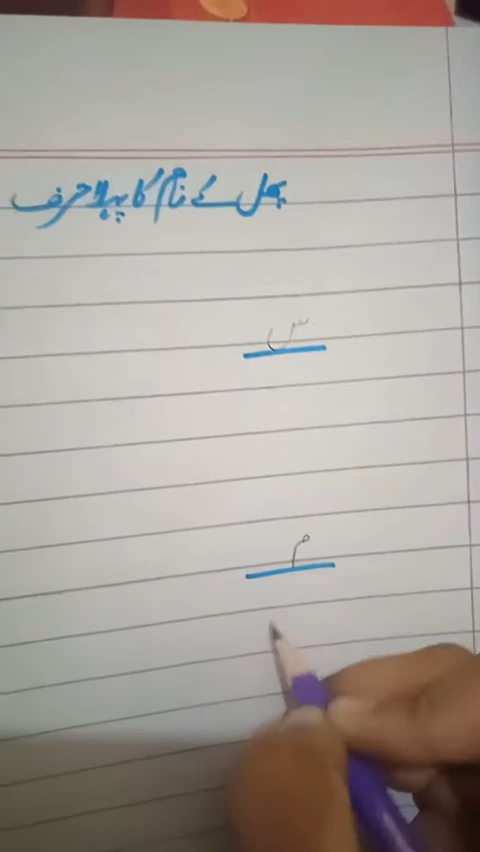 پھل کے نام کا پہلا حرف
س
م